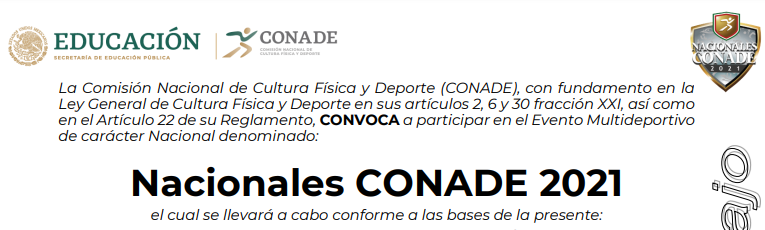 EDUCACIÓN
SECRETARÍA DE EDUCACIÓN PÚBLICA
CONADE
COMISIÓN NACIONAL DE
CULTURA FÍSICA Y DEPORTE
NACIONALES
CONADE
2021
La Comisión Nacional de Cultura Física y Deporte (CONADE), con fundamento en la
Ley General de Cultura Física y Deporte en sus artículos 2, 6 y 30 fracción XXI, así como
en el Artículo 22 de su Reglamento, CONVOCA a participar en el Evento Multideportivo
de carácter Nacional denominado:
Nacionales CONADE 2021
el cual se llevará a cabo conforme a las bases de la presente:
ajo